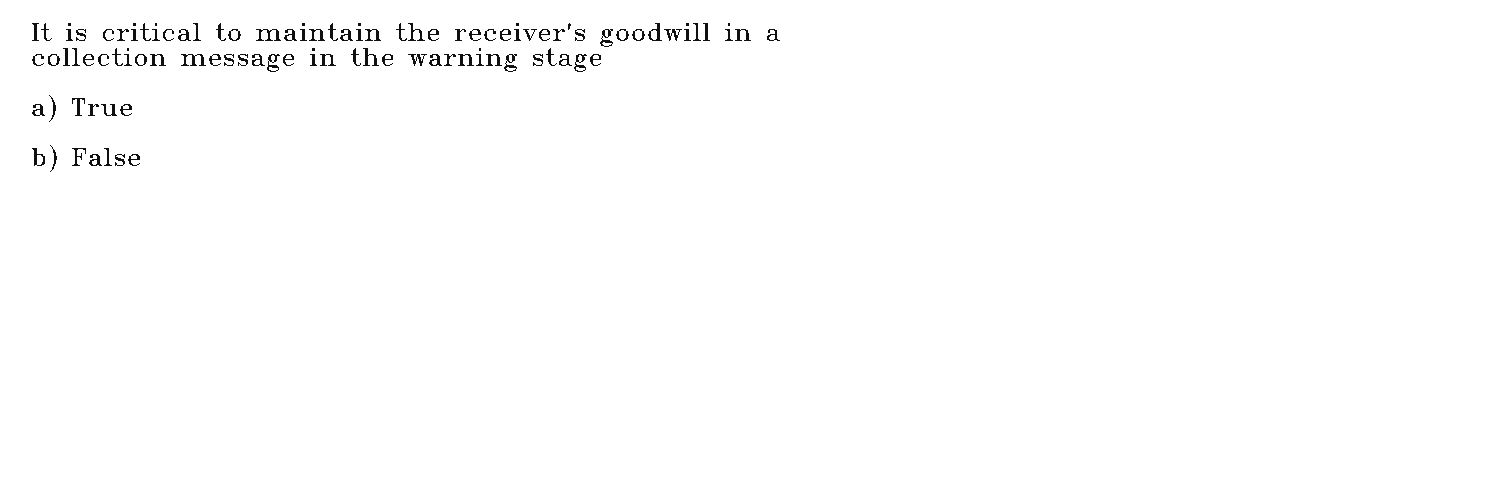 It is critical to maintain the receiver's goodwill in a
collection message in the warning stage
a) True
b) False